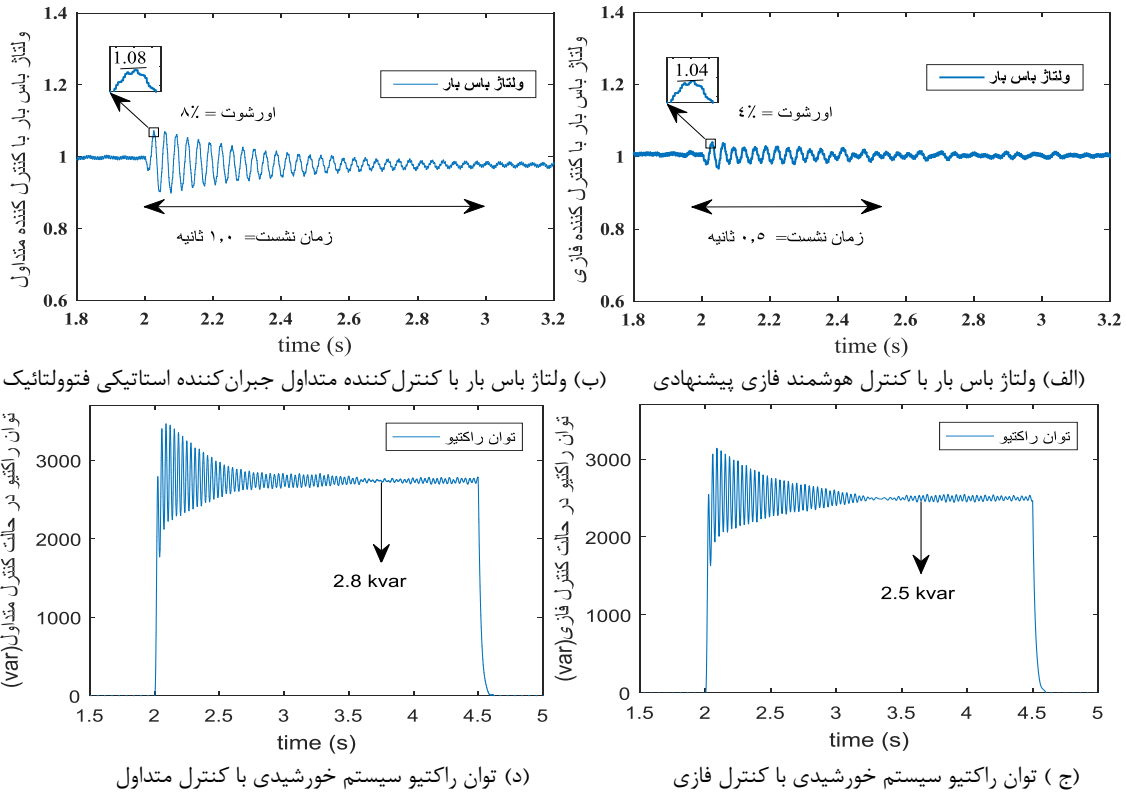 ولتاژ باس بار با کنترل کننده فازی
1.4
1.2
1
0.8
0.6
1.04
ولتاژ باس بار
اورشوت = ٤٪
زمان نشست= ٠,٥ ثانیه
1.8 2 2.2 2.4 2.6 2.8 3 3.2
time (s)
(الف) ولتاژ باس بار با کنترل هوشمند فازی پیشنهادی
ولتاژ باس بار با کنترل کننده متداول
1.4
1.2
1
0.8
0.6
1.08
ولتاژ باس بار
اورشوت = ٨٪
زمان نشست= ١,٠ ثانیه
1.8 2 2.2 2.4 2.6 2.8 3 3.2
time (s)
(ب) ولتاژ باس بار با کنترل‌کننده متداول جبران‌کننده استاتیکی فتوولتائیک
توان راکتیو در حالت کنترل فازی(var)
3000
2000
1000
0
توان راکتیو
2.5 kvar
1.5 2 2.5 3 3.5 4 4.5 5
time (s)
(ج ) توان راکتیو سیستم خورشیدی با کنترل فازی
توان راکتیو در حالت کنترل متداول(var)
3000
2000
1000
0
توان راکتیو
2.8 kvar
1.5 2 2.5 3 3.5 4 4.5 5
time (s)
(د) توان راکتیو سیستم خورشیدی با کنترل متداول